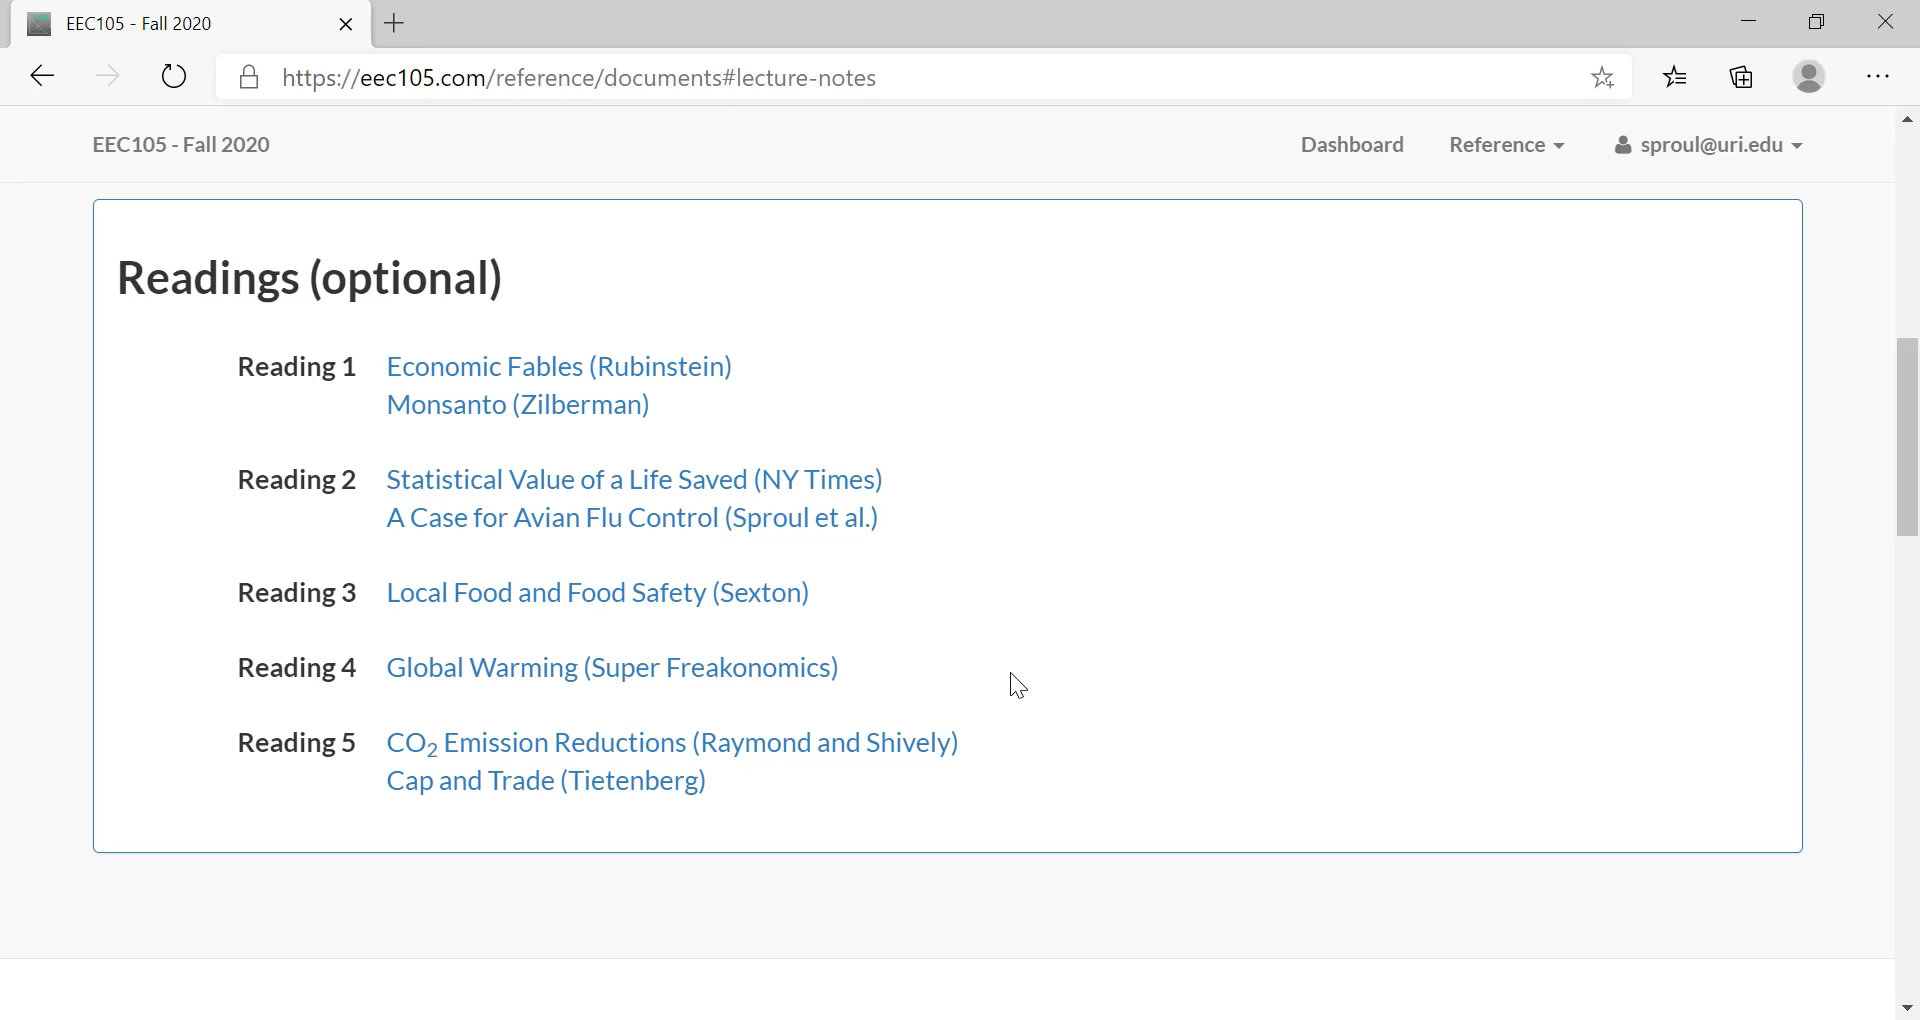 EEC105 - Fall 2020
https://eec105.com/reference/documents#lecture-notes
EEC105 - Fall 2020
Dashboard
Reference
sproul@uri.edu
Readings (optional)
Reading 1
Economic Fables (Rubinstein)
Monsanto (Zilberman)
Reading 2
Statistical Value of a Life Saved (NY Times)
A Case for Avian Flu Control (Sproul et al.)
Reading 3
Local Food and Food Safety (Sexton)
Reading 4
Global Warming (Super Freakonomics)
Reading 5
CO₂ Emission Reductions (Raymond and Shively)
Cap and Trade (Tietenberg)